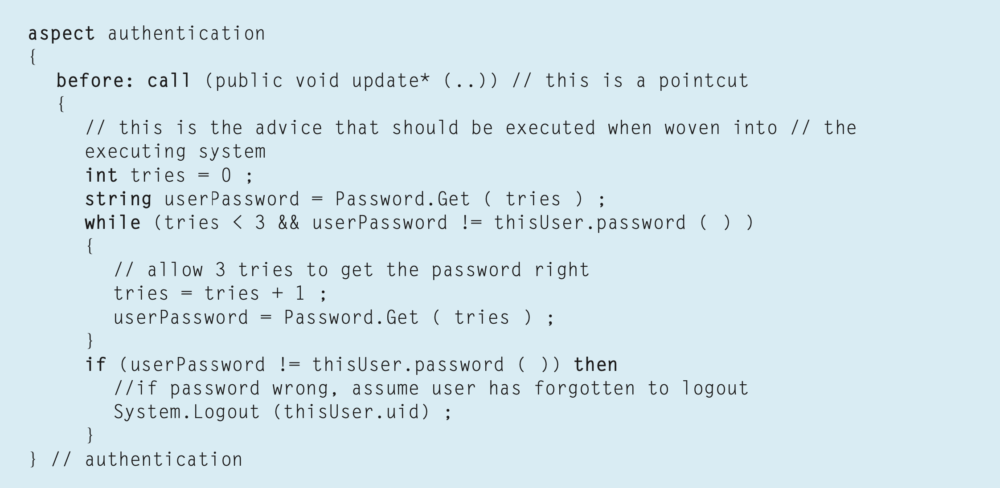 aspect authentication
{
before: call (public void update* (..)) // this is a pointcut
{
// this is the advice that should be executed when woven into // the
executing system
int tries = 0 ;
string userPassword = Password.Get ( tries ) ;
while (tries < 3 && userPassword != thisUser.password ( ) )
{
// allow 3 tries to get the password right
tries = tries + 1 ;
userPassword = Password.Get ( tries ) ;
}
if (userPassword != thisUser.password ( )) then
//if password wrong, assume user has forgotten to logout
System.Logout (thisUser.uid) ;
}
} // authentication